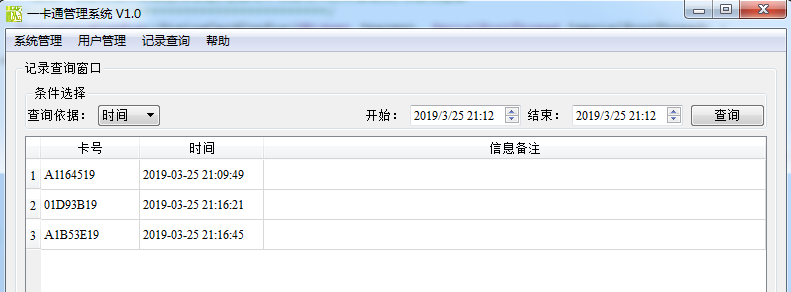 一卡通管理系统 V1.0
系统管理 用户管理 记录查询 帮助
记录查询窗口
条件选择
查询依据： 时间 开始： 2019/3/25 21:12 结束： 2019/3/25 21:12 查询
卡号 时间 信息备注
1 A1164519 2019-03-25 21:09:49
2 01D93B19 2019-03-25 21:16:21
3 A1B53E19 2019-03-25 21:16:45